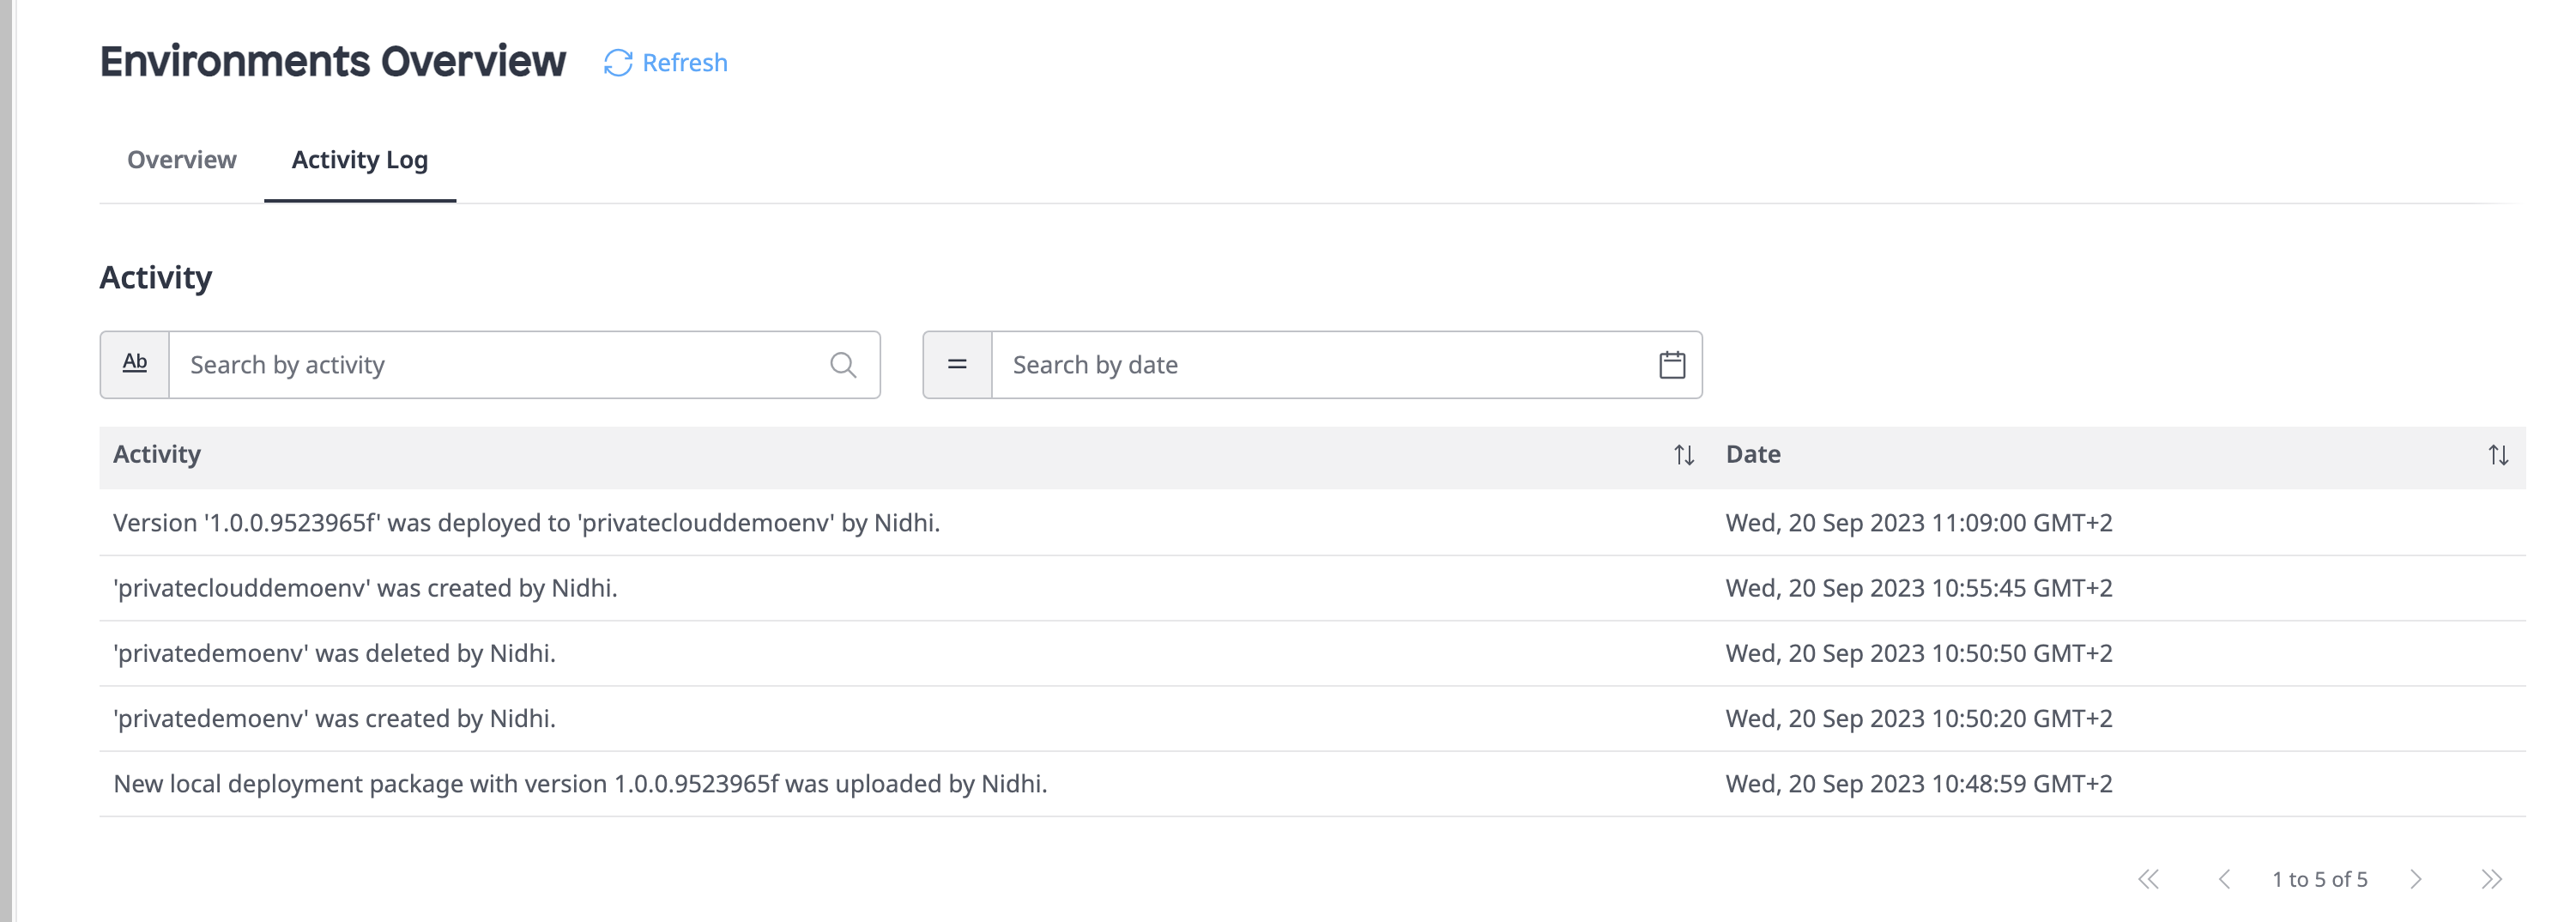 Environments Overview Refresh
Overview Activity Log
Activity
Ab Search by activity = Search by date
Activity Date
Version '1.0.0.9523965f' was deployed to 'privateclouddemoenv' by Nidhi. Wed, 20 Sep 2023 11:09:00 GMT+2
'privateclouddemoenv' was created by Nidhi. Wed, 20 Sep 2023 10:55:45 GMT+2
'privatedemoenv' was deleted by Nidhi. Wed, 20 Sep 2023 10:50:50 GMT+2
'privatedemoenv' was created by Nidhi. Wed, 20 Sep 2023 10:50:20 GMT+2
New local deployment package with version 1.0.0.9523965f was uploaded by Nidhi. Wed, 20 Sep 2023 10:48:59 GMT+2
1 to 5 of 5